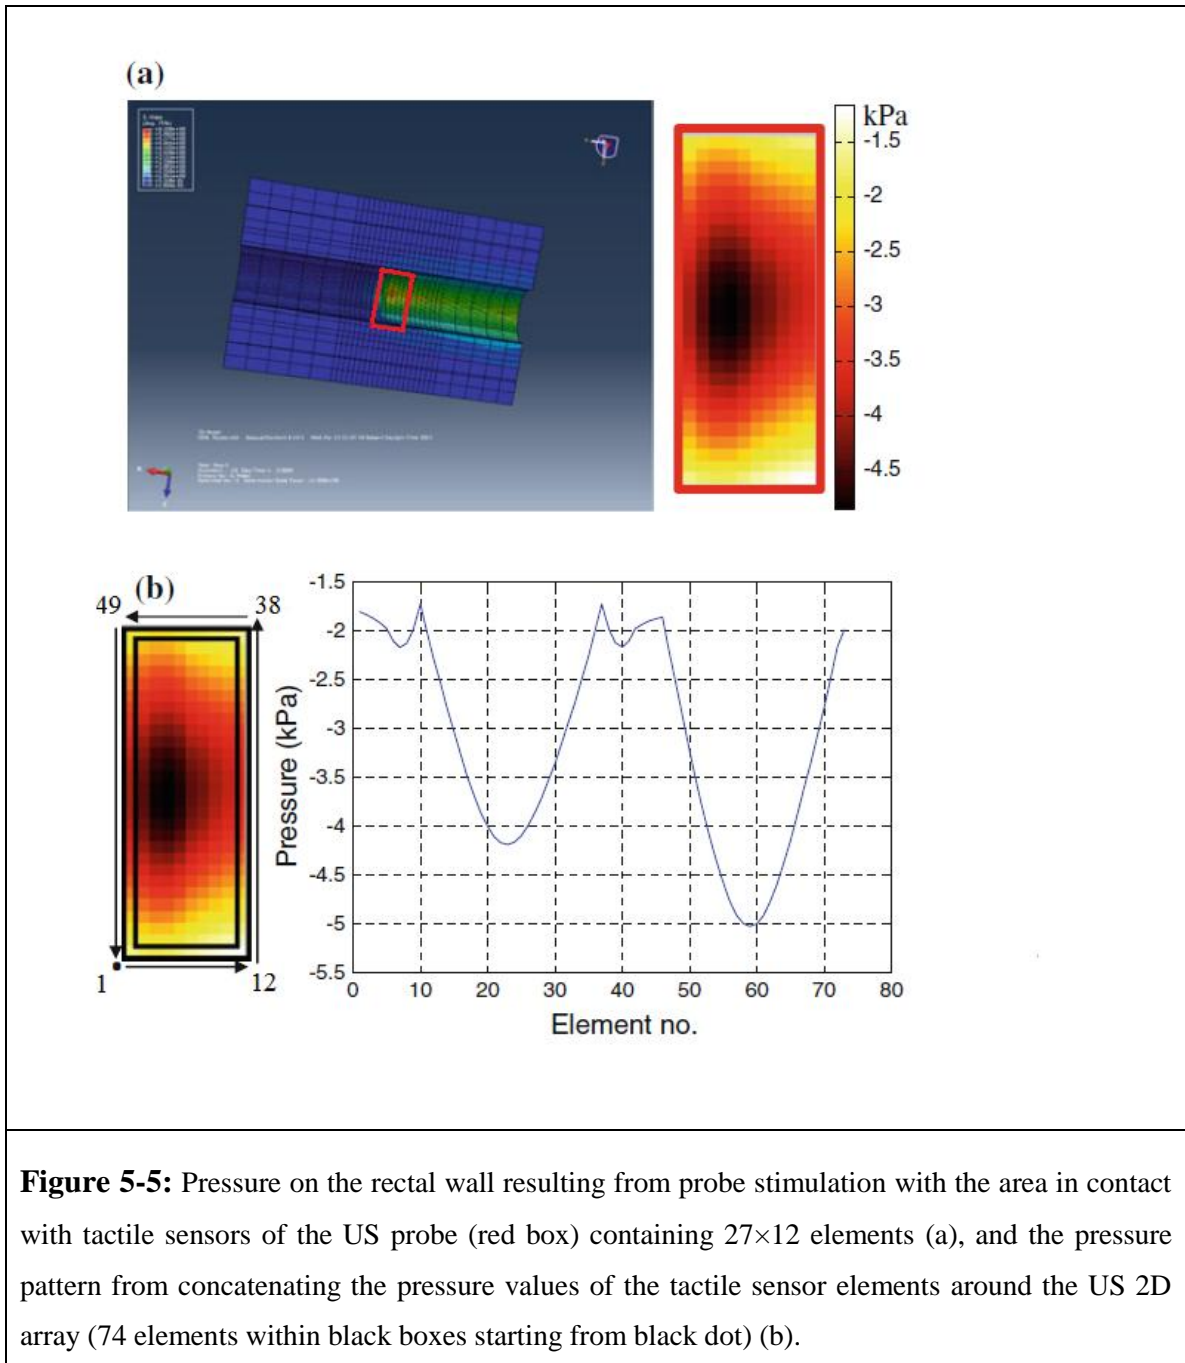 (a)
kPa
-1.5
-2
-2.5
-3
-3.5
-4
-4.5
(b)
49
38
1
12
-1.5
-2
-2.5
-3
-3.5
-4
-4.5
-5
-5.5
Pressure (kPa)
0 10 20 30 40 50 60 70 80
Element no.
Figure 5-5: Pressure on the rectal wall resulting from probe stimulation with the area in contact
with tactile sensors of the US probe (red box) containing 27×12 elements (a), and the pressure
pattern from concatenating the pressure values of the tactile sensor elements around the US 2D
array (74 elements within black boxes starting from black dot) (b).